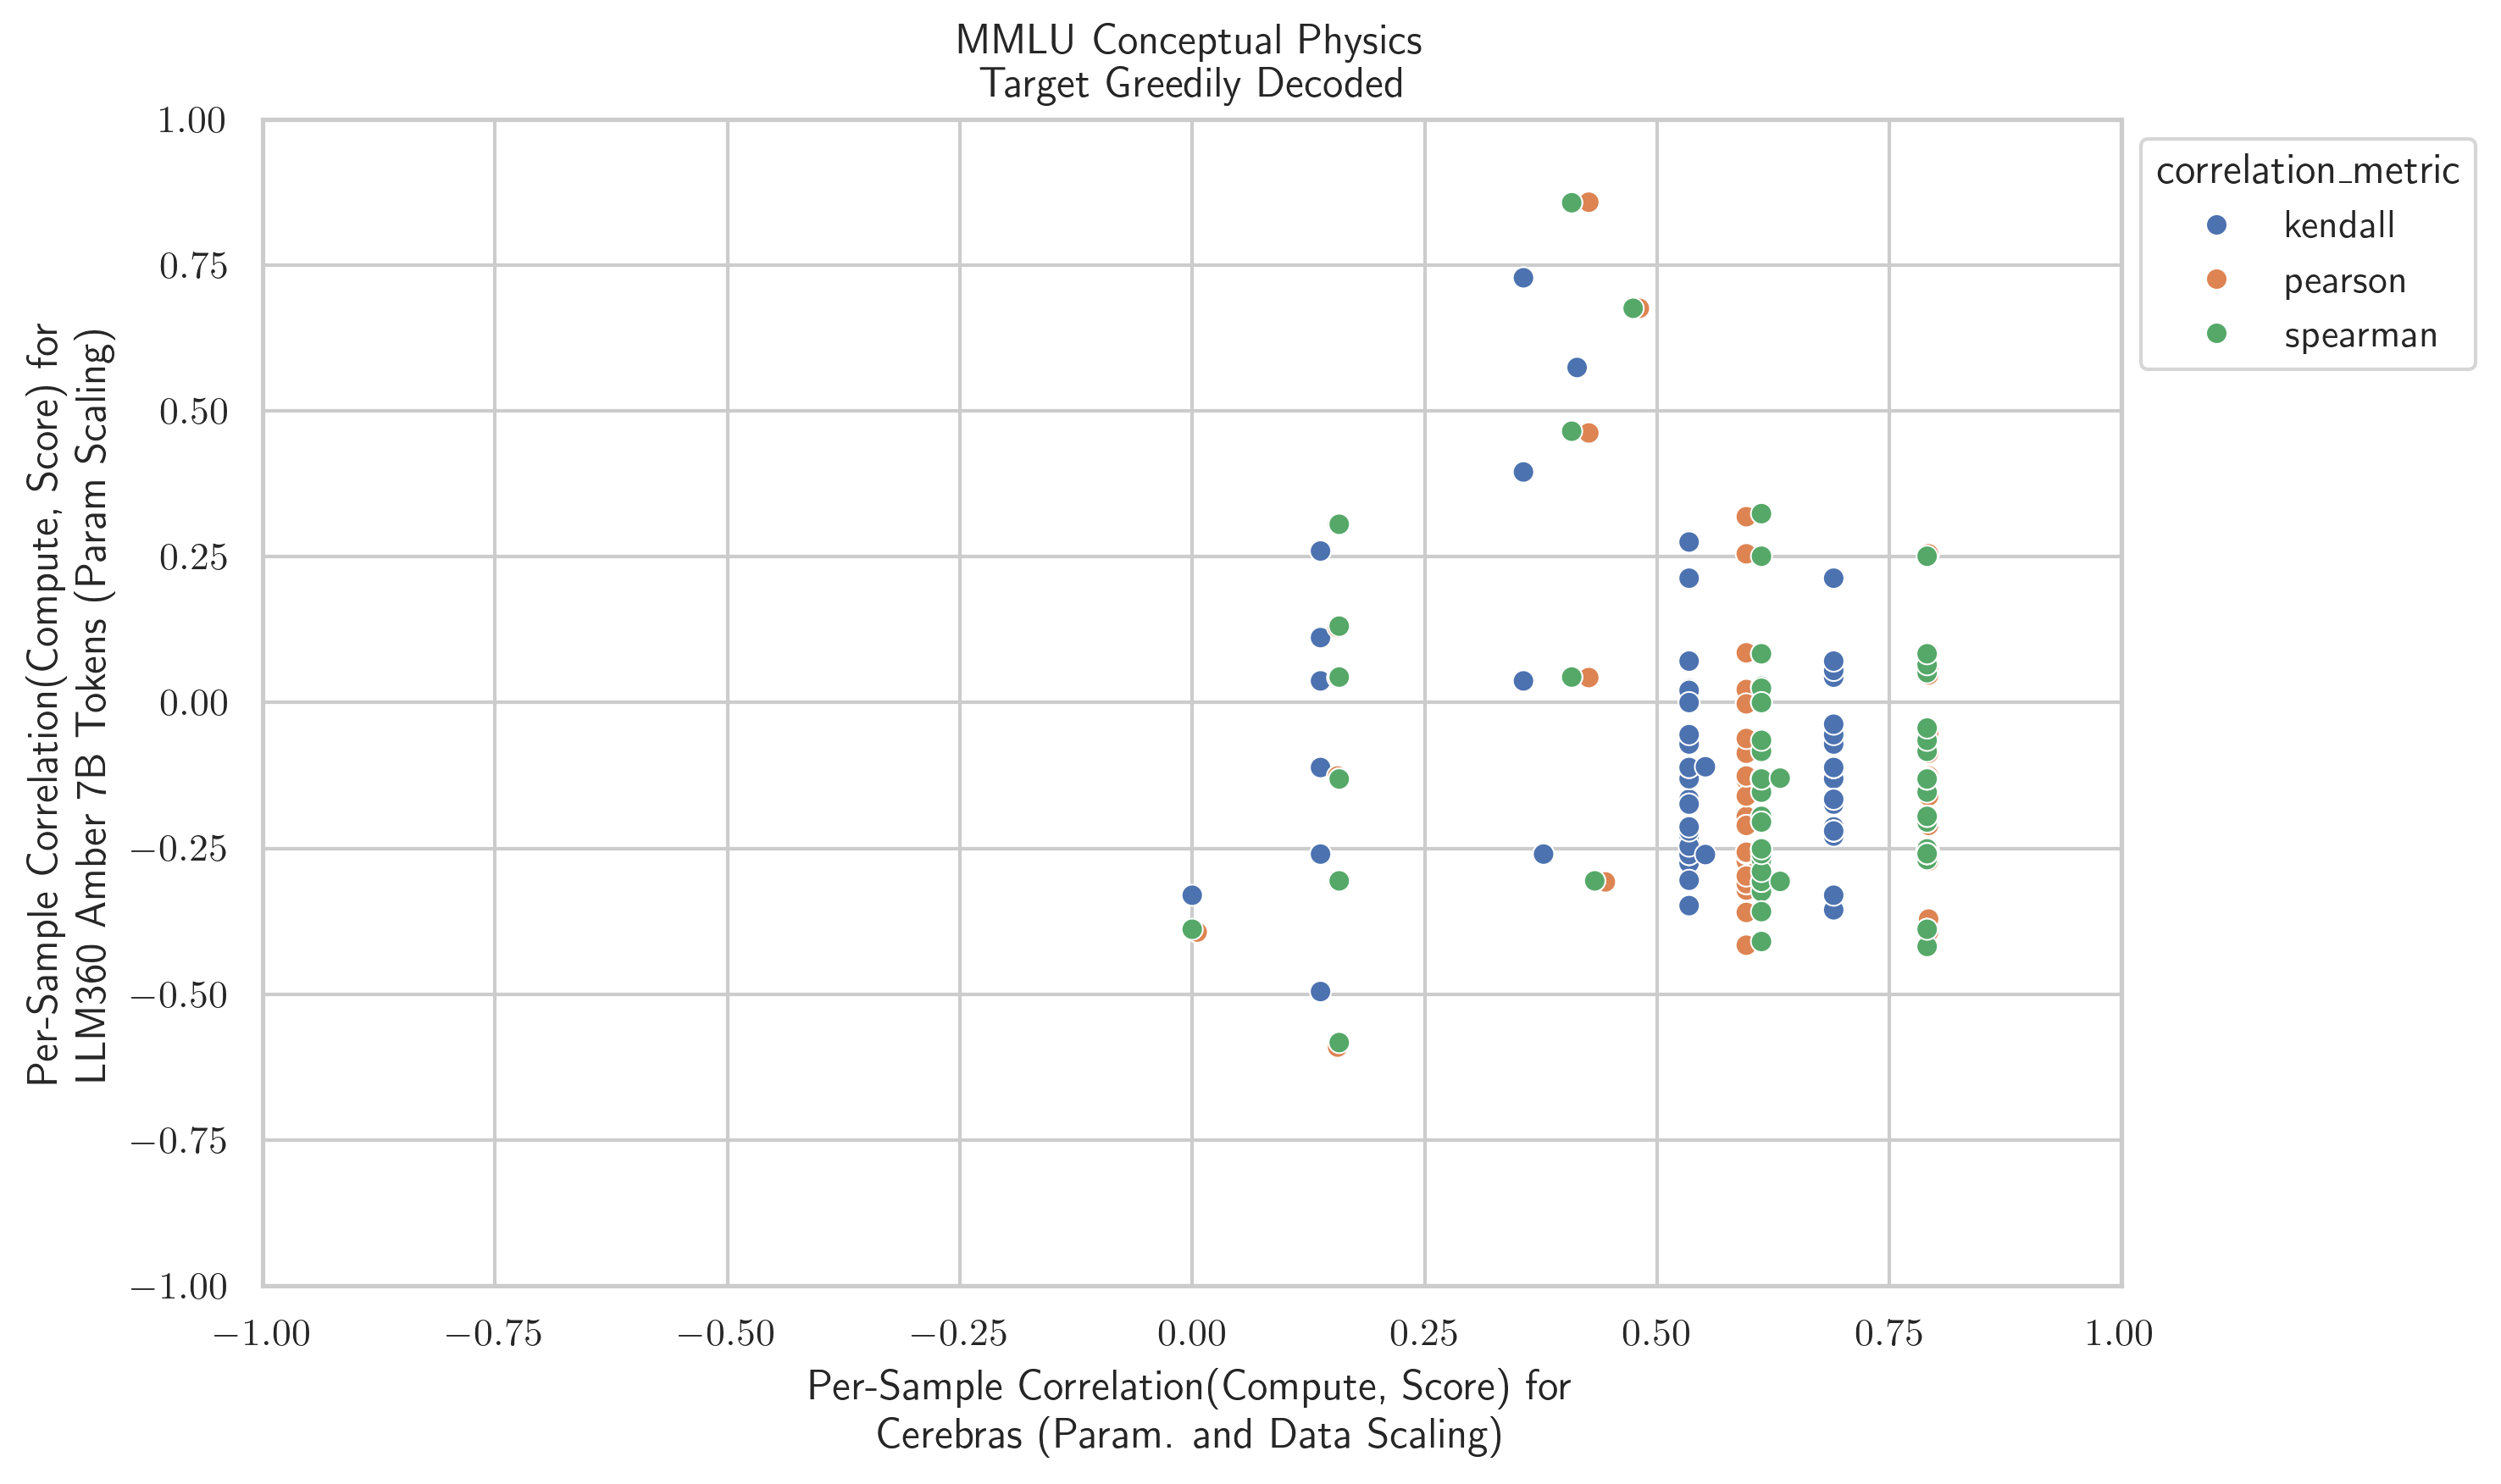 MMLU Conceptual Physics
Target Greedily Decoded
1.00
0.75
0.50
0.25
0.00
−0.25
−0.50
−0.75
−1.00
Per-Sample Correlation(Compute, Score) for
LLM360 Amber 7B Tokens (Param Scaling)
correlation_metric
kendall
pearson
spearman
−1.00 −0.75 −0.50 −0.25 0.00 0.25 0.50 0.75 1.00
Per-Sample Correlation(Compute, Score) for
Cerebras (Param. and Data Scaling)